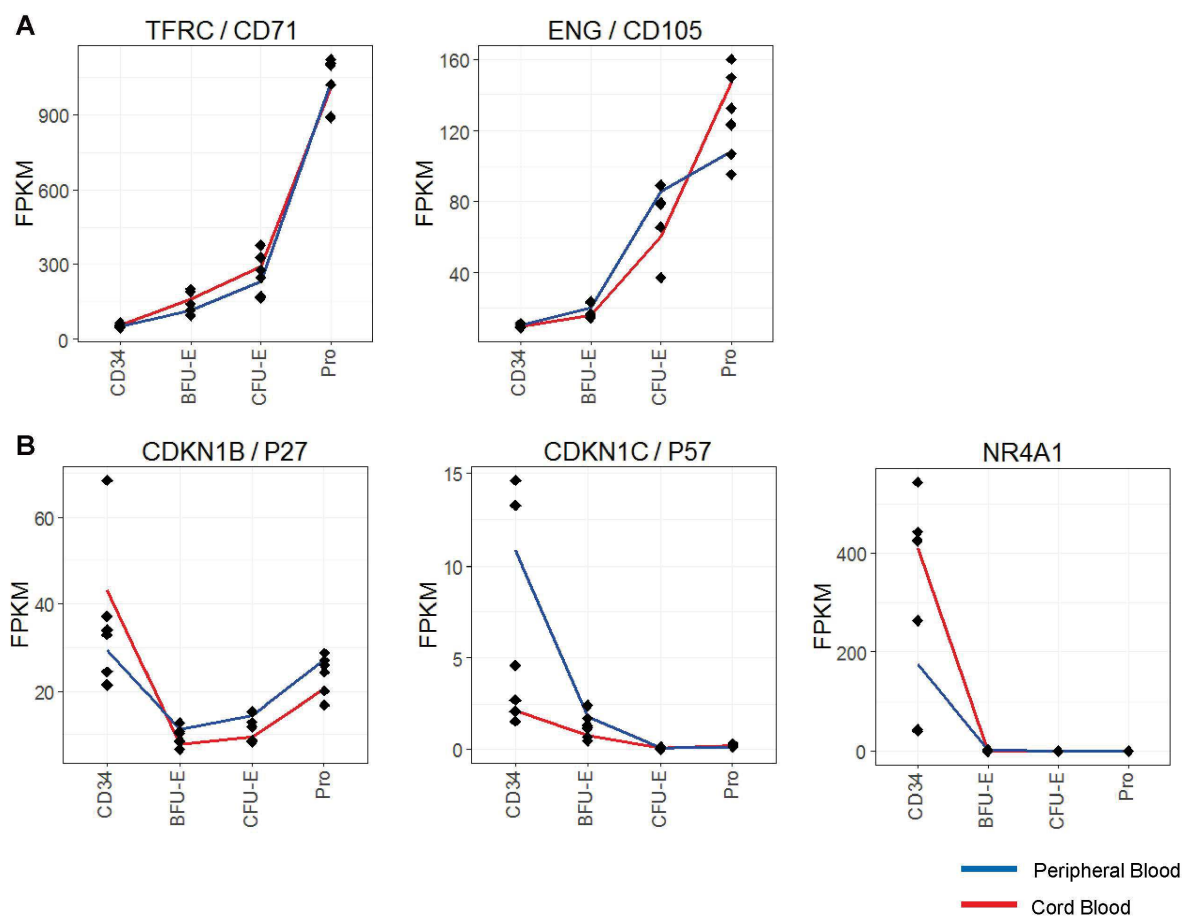 A
TFRC / CD71
ENG / CD105
FPKM
900
600
300
0
CD34
BFU-E
CFU-E
Pro
FPKM
160
120
80
40
CD34
BFU-E
CFU-E
Pro
B
CDKN1B / P27
CDKN1C / P57
NR4A1
FPKM
60
40
20
CD34
BFU-E
CFU-E
Pro
FPKM
15
10
5
0
CD34
BFU-E
CFU-E
Pro
FPKM
400
200
0
CD34
BFU-E
CFU-E
Pro
Peripheral Blood
Cord Blood